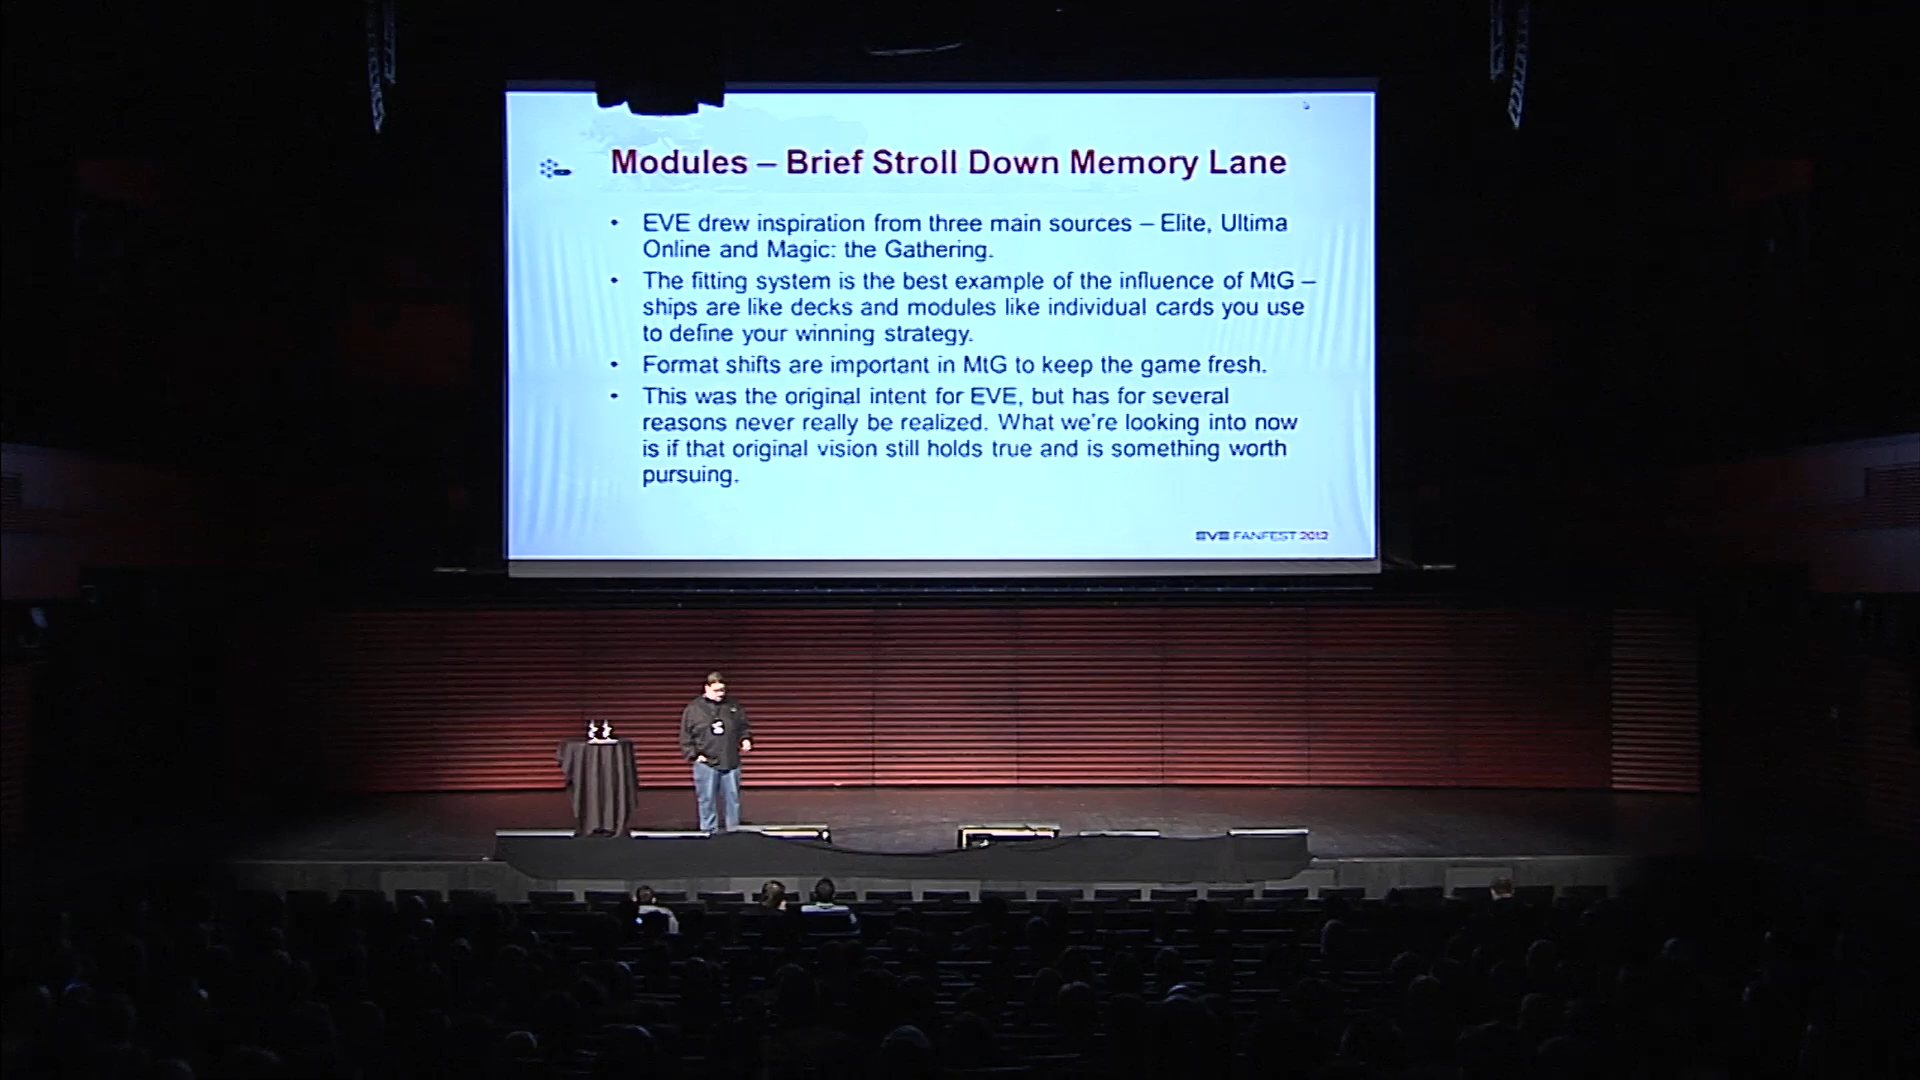 Modules – Brief Stroll Down Memory Lane
• EVE drew inspiration from three main sources – Elite, Ultima
Online and Magic: the Gathering.
• The fitting system is the best example of the influence of MtG –
ships are like decks and modules like individual cards you use
to define your winning strategy.
• Format shifts are important in MtG to keep the game fresh.
• This was the original intent for EVE, but has for several
reasons never really be realized. What we're looking into now
is if that original vision still holds true and is something worth
pursuing.
EVE FANFEST 2012